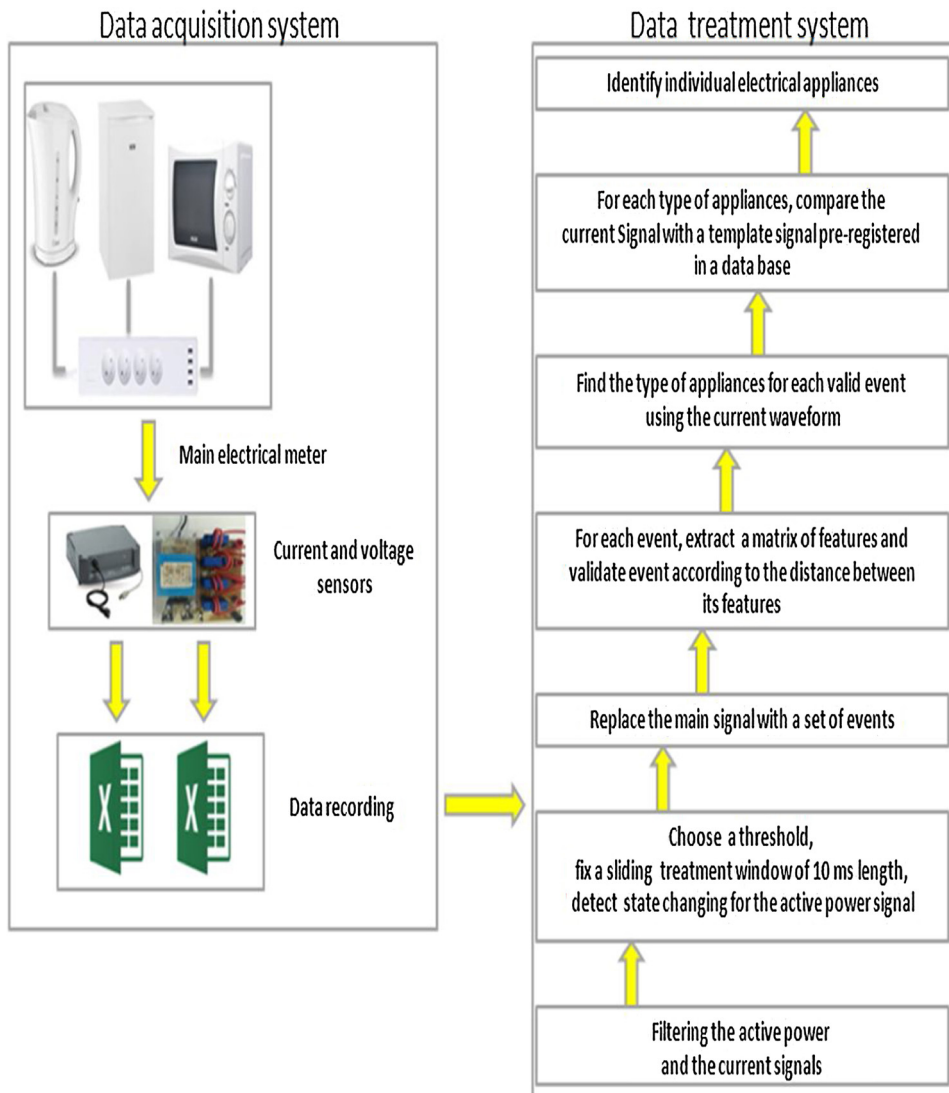 Data acquisition system
Main electrical meter
Current and voltage
sensors
Data recording
Data treatment system
Identify individual electrical appliances
For each type of appliances, compare the
current Signal with a template signal pre-registered
in a data base
Find the type of appliances for each valid event
using the current waveform
For each event, extract a matrix of features and
validate event according to the distance between
its features
Replace the main signal with a set of events
Choose a threshold,
fix a sliding treatment window of 10 ms length,
detect state changing for the active power signal
Filtering the active power
and the current signals